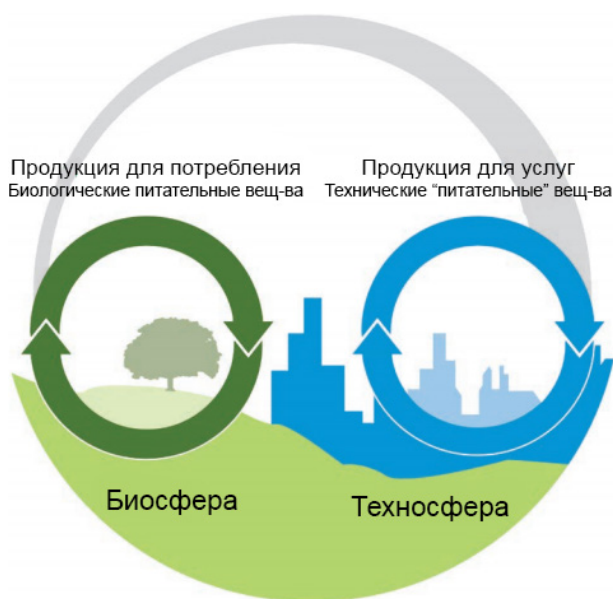 Продукция для потребления
Биологические питательные вещ-ва
Продукция для услуг
Технические “питательные” вещ-ва
Биосфера
Техносфера